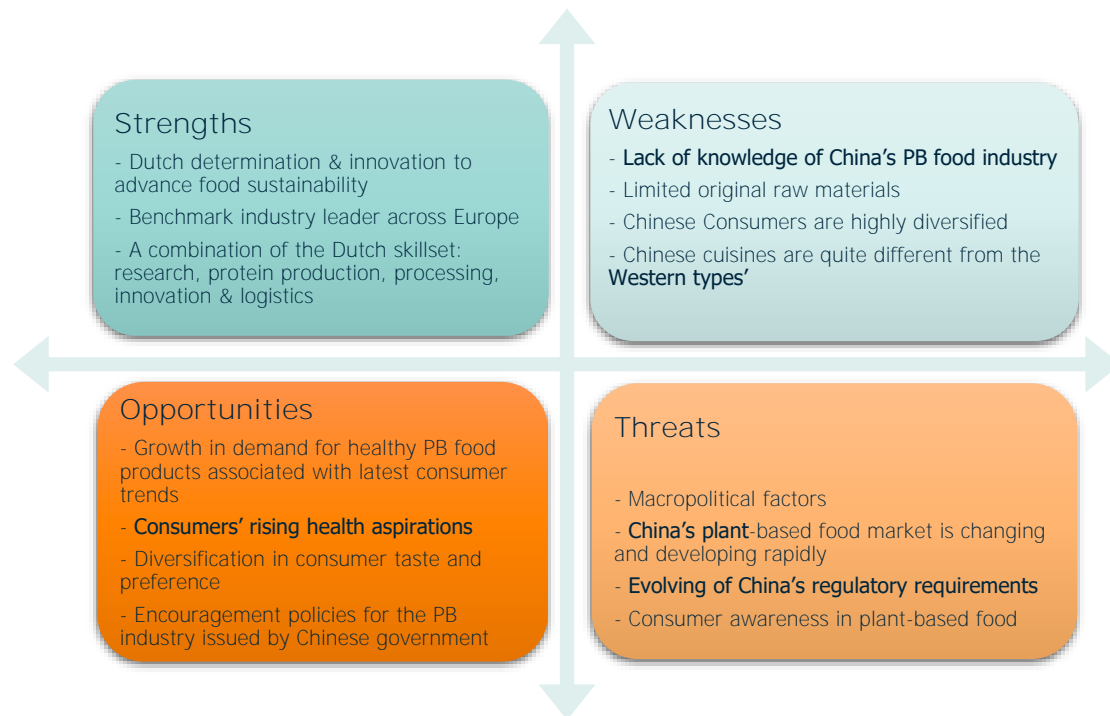 Strengths
- Dutch determination & innovation to
advance food sustainability
- Benchmark industry leader across Europe
- A combination of the Dutch skillset:
research, protein production, processing,
innovation & logistics
Weaknesses
- Lack of knowledge of China’s PB food industry
- Limited original raw materials
- Chinese Consumers are highly diversified
- Chinese cuisines are quite different from the
Western types’
Opportunities
- Growth in demand for healthy PB food
products associated with latest consumer
trends
- Consumers’ rising health aspirations
- Diversification in consumer taste and
preference
- Encouragement policies for the PB
industry issued by Chinese government
Threats
- Macropolitical factors
- China’s plant-based food market is changing
and developing rapidly
- Evolving of China’s regulatory requirements
- Consumer awareness in plant-based food